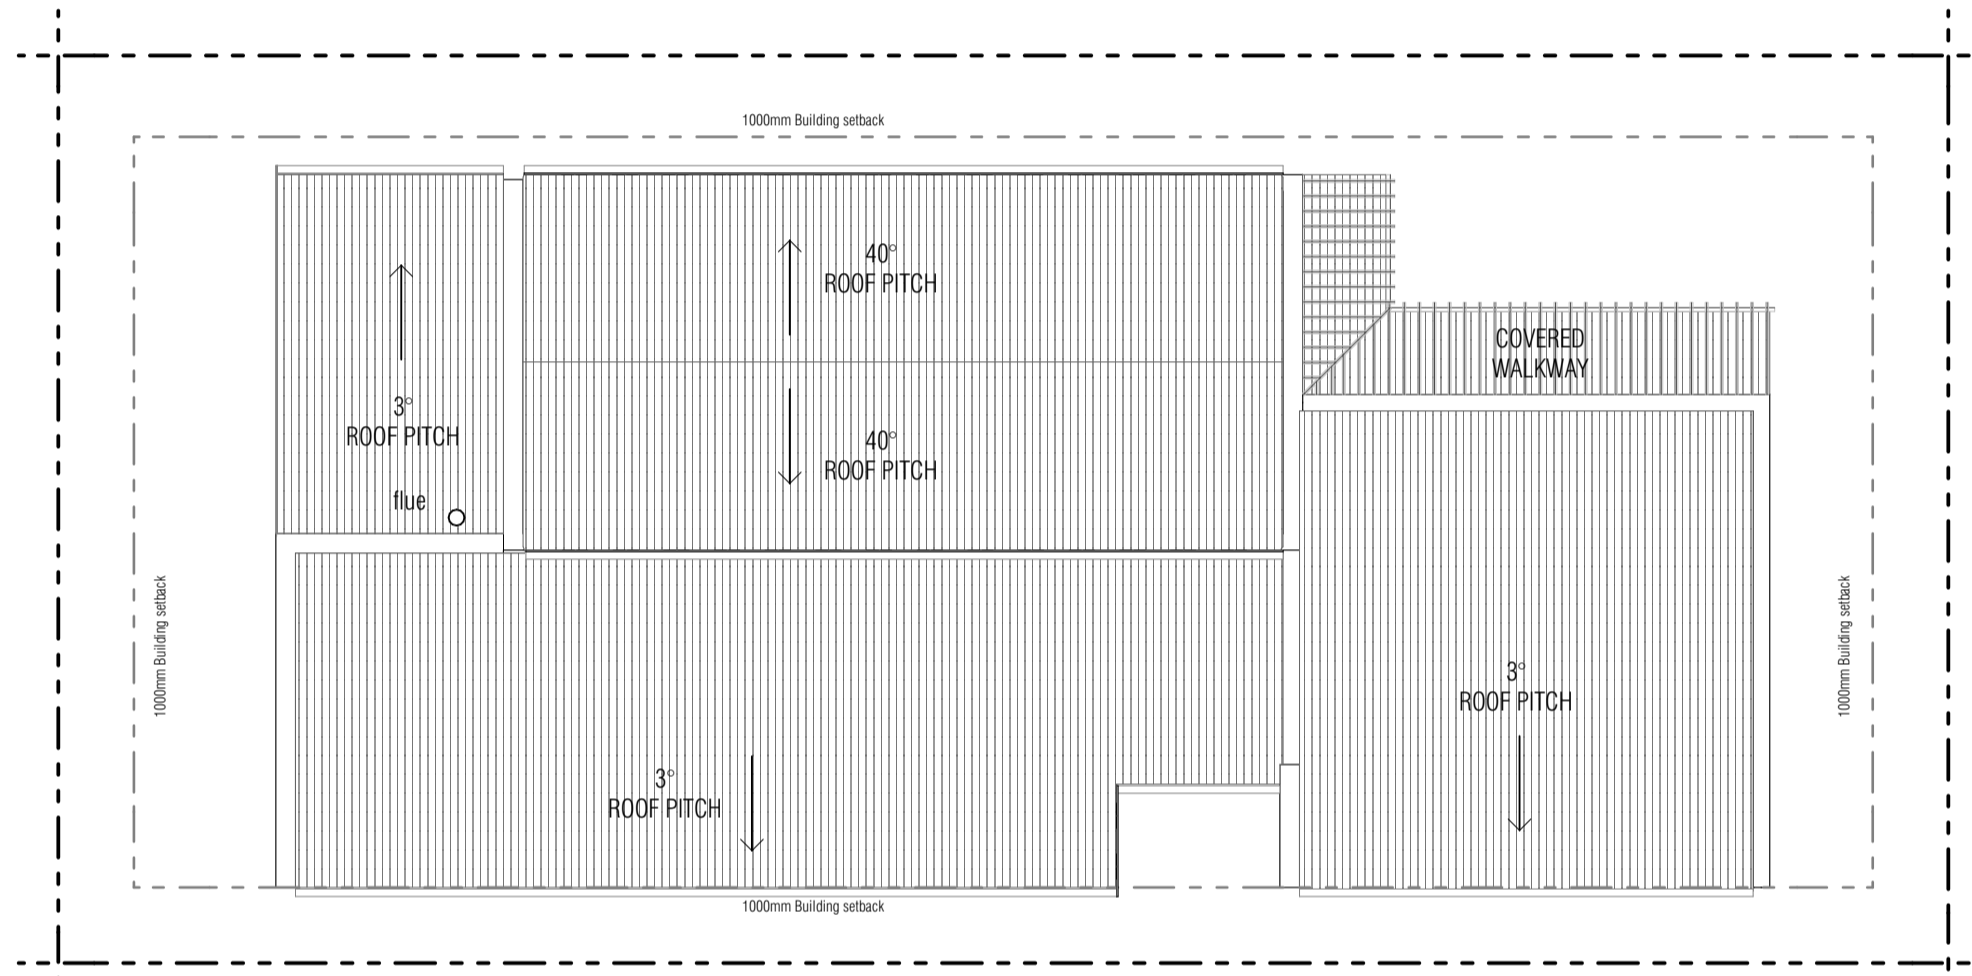 1000mm Building setback
40°
ROOF PITCH
COVERED
WALKWAY
3°
ROOF PITCH
40°
ROOF PITCH
flue
1000mm Building setback
1000mm Building setback
3°
ROOF PITCH
3°
ROOF PITCH
1000mm Building setback